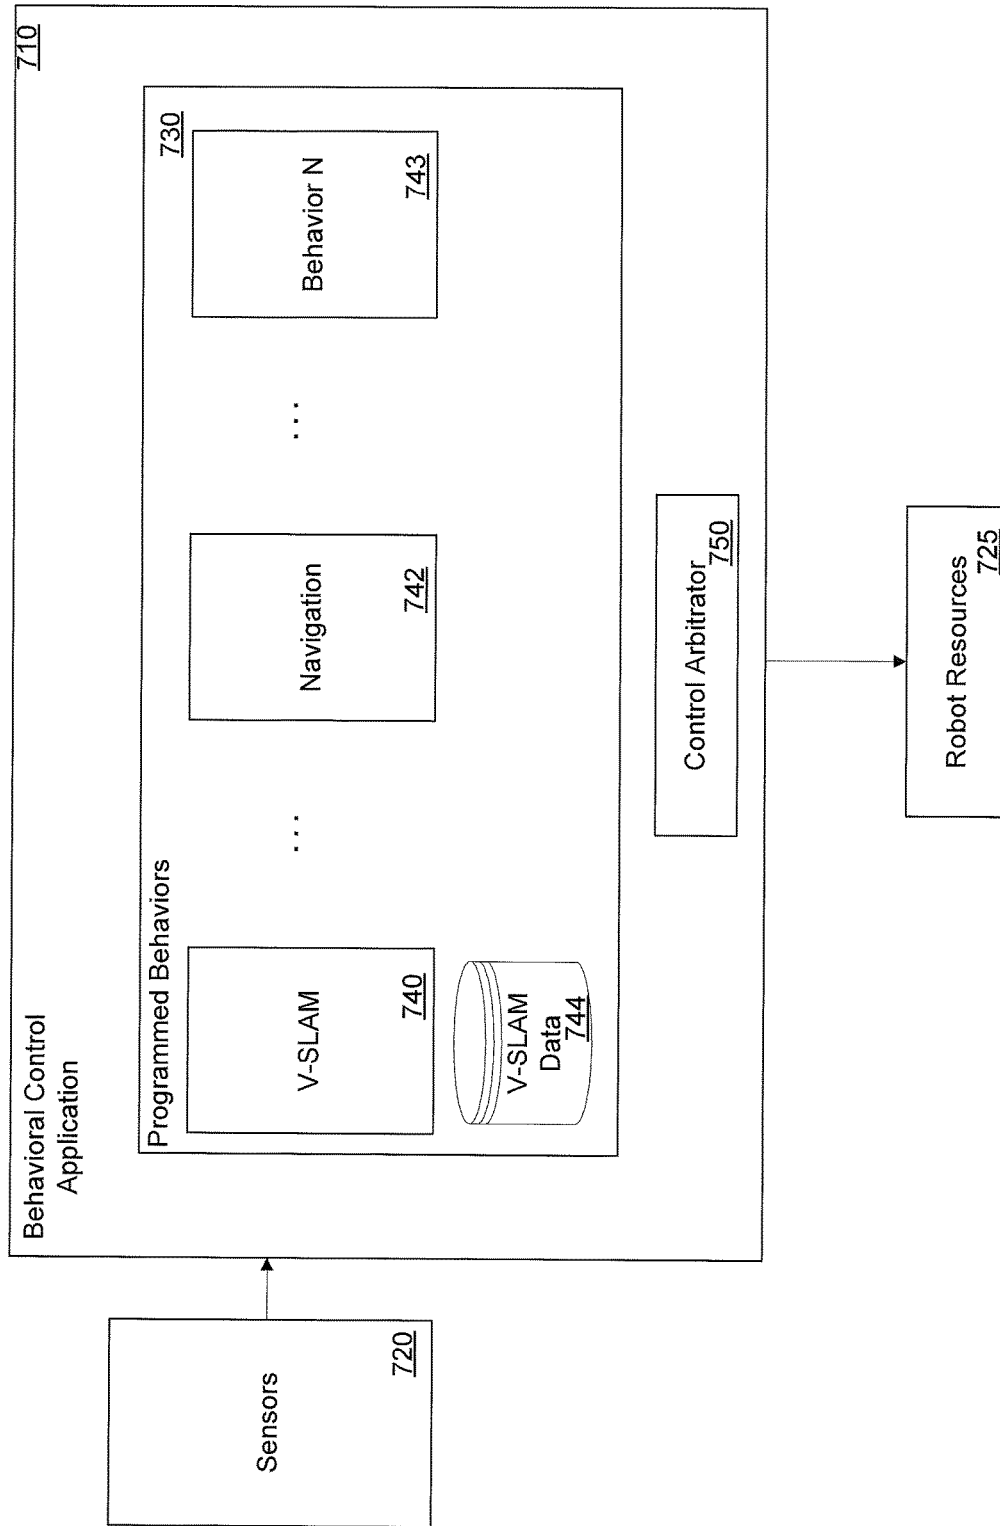 Behavioral Control
Application
710
Programmed Behaviors
730
V-SLAM
740
...
Navigation
742
...
Behavior N
743
V-SLAM
Data
744
Control Arbitrator
750
Sensors
720
Robot Resources
725